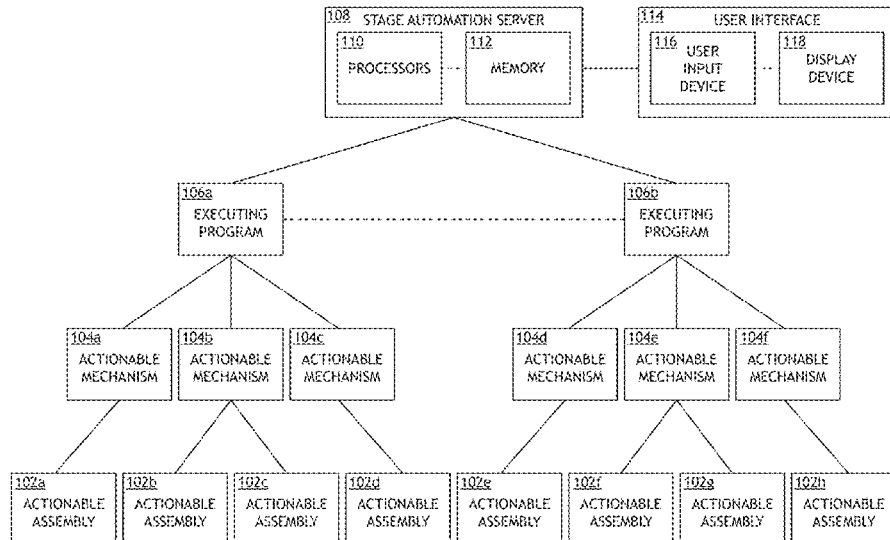 108 STAGE AUTOMATION SERVER
114 USER INTERFACE
110 PROCESSORS
112 MEMORY
116 USER INPUT DEVICE
118 DISPLAY DEVICE
106a EXECUTING PROGRAM
106b EXECUTING PROGRAM
104a ACTIONABLE MECHANISM
104b ACTIONABLE MECHANISM
104c ACTIONABLE MECHANISM
104d ACTIONABLE MECHANISM
104e ACTIONABLE MECHANISM
104f ACTIONABLE MECHANISM
102a ACTIONABLE ASSEMBLY
102b ACTIONABLE ASSEMBLY
102c ACTIONABLE ASSEMBLY
102d ACTIONABLE ASSEMBLY
102e ACTIONABLE ASSEMBLY
102f ACTIONABLE ASSEMBLY
102g ACTIONABLE ASSEMBLY
102h ACTIONABLE ASSEMBLY